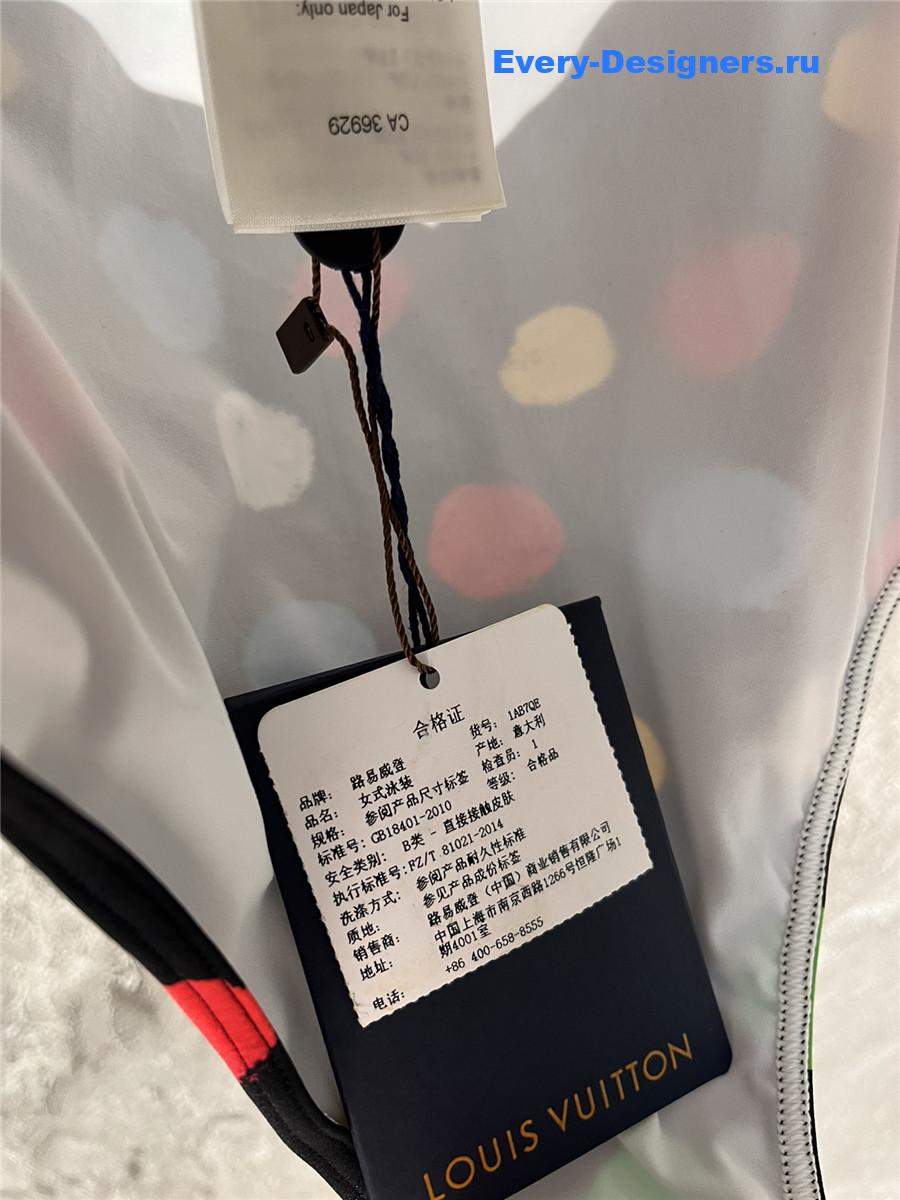 For Japan only:
CA 36929
Every-Designers.ru
合格证
品牌: 路易威登 货号: 1AB7QE
品名: 女式泳装 产地: 意大利
规格: 参阅产品尺寸标签 检查员: 1
标准号: GB18401-2010 等级: 合格品
安全类别: B类 - 直接接触皮肤
执行标准号: FZ/T 81021-2014
洗涤方式: 参阅产品耐久性标准
质地: 参见产品成份标签
销售商: 路易威登（中国）商业销售有限公司
地址: 中国上海市南京西路1266号恒隆广场1
期4001室
电话: +86 400-658-8555
LOUIS VUITTON